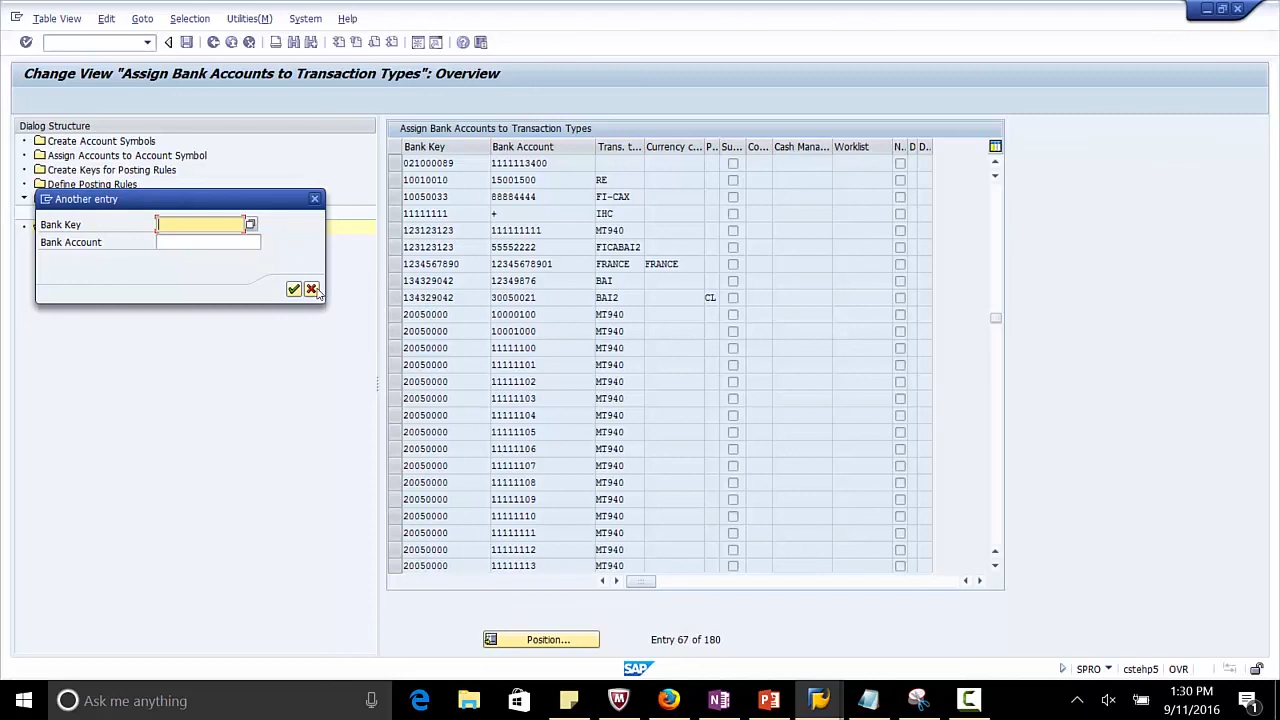 Table View Edit Goto Selection Utilities(M) System Help
Change View "Assign Bank Accounts to Transaction Types": Overview
Dialog Structure
Create Account Symbols
Assign Accounts to Account Symbol
Create Keys for Posting Rules
Define Posting Rules
Another entry
Bank Key
Bank Account
Assign Bank Accounts to Transaction Types
Bank Key Bank Account Trans. t... Currency c... P.. Su... Co... Cash Mana... Worklist N.. D D..
021000089 1111113400
10010010 15001500 RE
10050033 88884444 FI-CAX
11111111 + IHC
123123123 111111111 MT940
123123123 55552222 FICABAI2
1234567890 12345678901 FRANCE FRANCE
134329042 12349876 BAI
134329042 30050021 BAI2 CL
20050000 10000100 MT940
20050000 10001000 MT940
20050000 11111100 MT940
20050000 11111101 MT940
20050000 11111102 MT940
20050000 11111103 MT940
20050000 11111104 MT940
20050000 11111105 MT940
20050000 11111106 MT940
20050000 11111107 MT940
20050000 11111108 MT940
20050000 11111109 MT940
20050000 11111110 MT940
20050000 11111111 MT940
20050000 11111112 MT940
20050000 11111113 MT940
Position... Entry 67 of 180
SAP SPRO cstehp5 OVR
Ask me anything
1:30 PM
9/11/2016
1